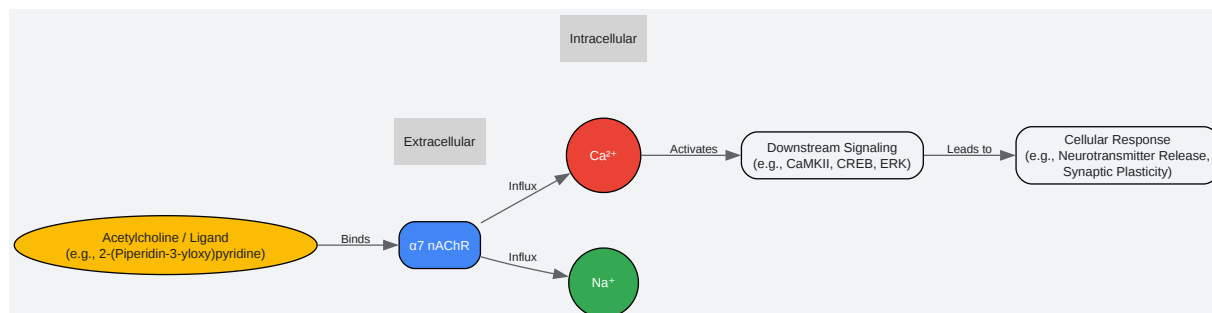 Intracellular
Extracellular
Ca²⁺
Activates
Downstream Signaling
(e.g., CaMKII, CREB, ERK)
Leads to
Cellular Response
(e.g., Neurotransmitter Release,
Synaptic Plasticity)
Influx
Acetylcholine / Ligand
(e.g., 2-(Piperidin-3-yloxy)pyridine)
Binds
α7 nAChR
Influx
Na⁺